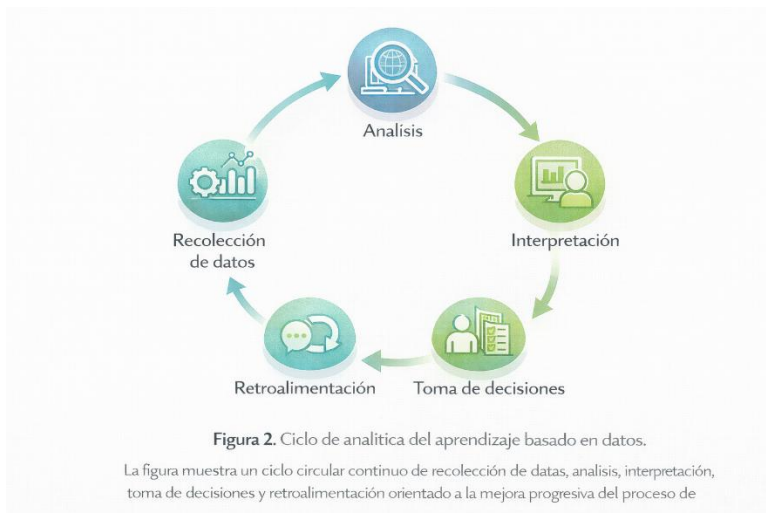 Analísis
Recolección
de datos
Interpretación
Retroalimentación
Toma de decisiones
Figura 2. Ciclo de analitica del aprendizaje basado en datos.
La figura muestra un ciclo circular continuo de recolección de datas, analisis, interpretación,
toma de decisiones y retroalimentación orientado a la mejora progresiva del proceso de